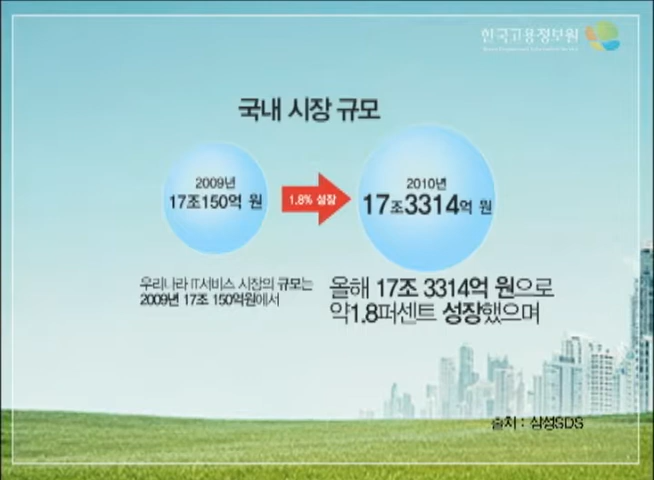 한국고용정보원
국내 시장 규모
2009년
17조150억 원
1.8% 성장
2010년
17조3314억 원
우리나라 IT서비스 시장의 규모는
2009년 17조 150억원에서
올해 17조 3314억 원으로
약1.8퍼센트 성장했으며
출처 : 삼성SDS